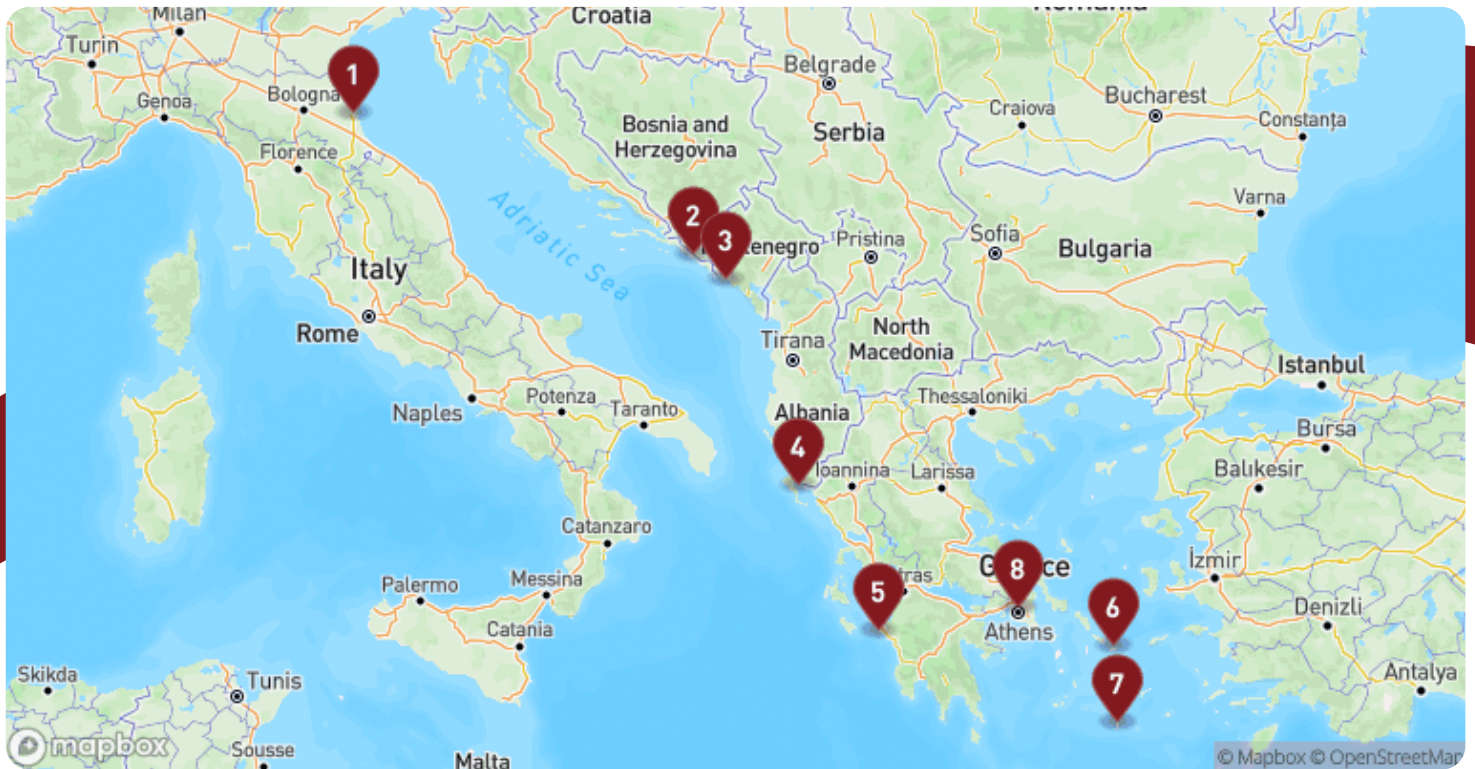 Milan
Croatia
Romania
Turin
1
Belgrade
Genoa
Bologna
Craiova
Bucharest
Constanța
Bosnia and
Herzegovina
Serbia
Florence
Varna
Adriatic Sea
2
3
tenegro
Pristina
Sofia
Bulgaria
Italy
Rome
Tirana
North
Macedonia
Istanbul
Naples
Potenza
Taranto
Albania
Thessaloniki
Bursa
4
Ioannina
Larissa
Balıkesir
Catanzaro
Palermo
Messina
5
tras
G
ce
8
İzmir
6
Denizli
Catania
Athens
Skikda
Tunis
7
Antalya
mapbox
Sousse
Malta
© Mapbox © OpenStreetMap